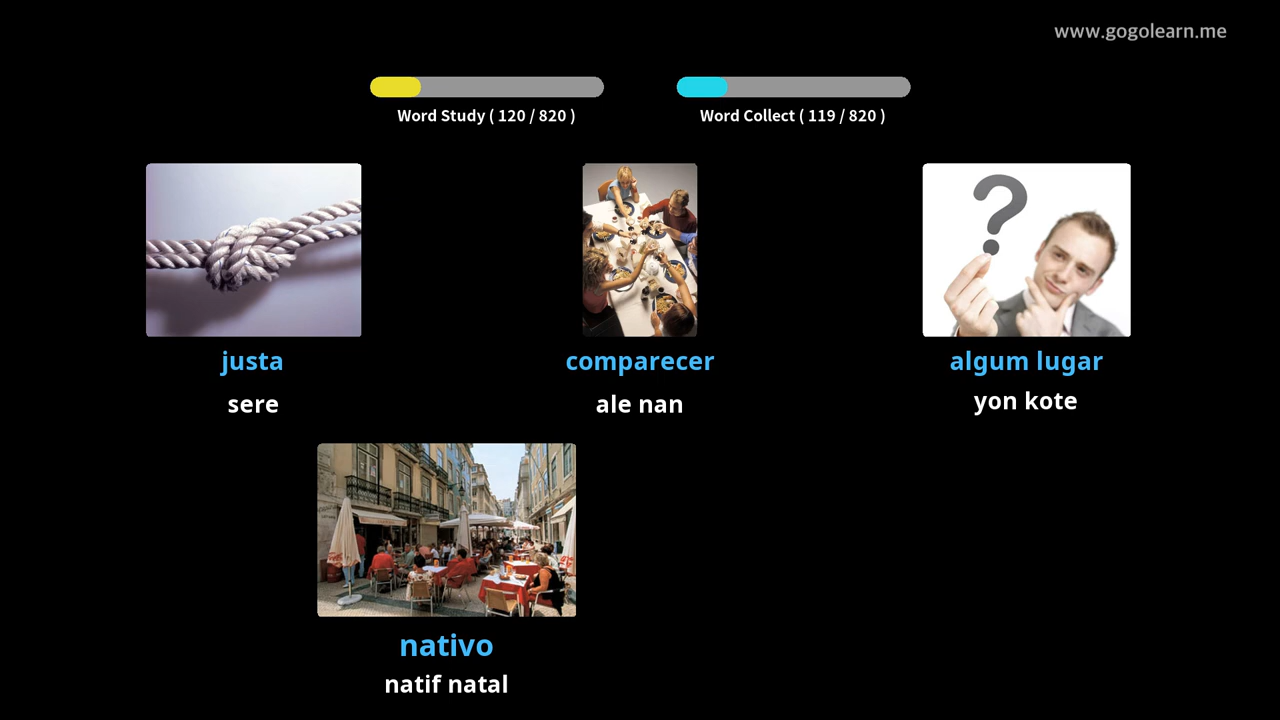 www.gogolearn.me
Word Study ( 120 / 820 )
Word Collect ( 119 / 820 )
justa
sere
comparecer
ale nan
algum lugar
yon kote
nativo
natif natal